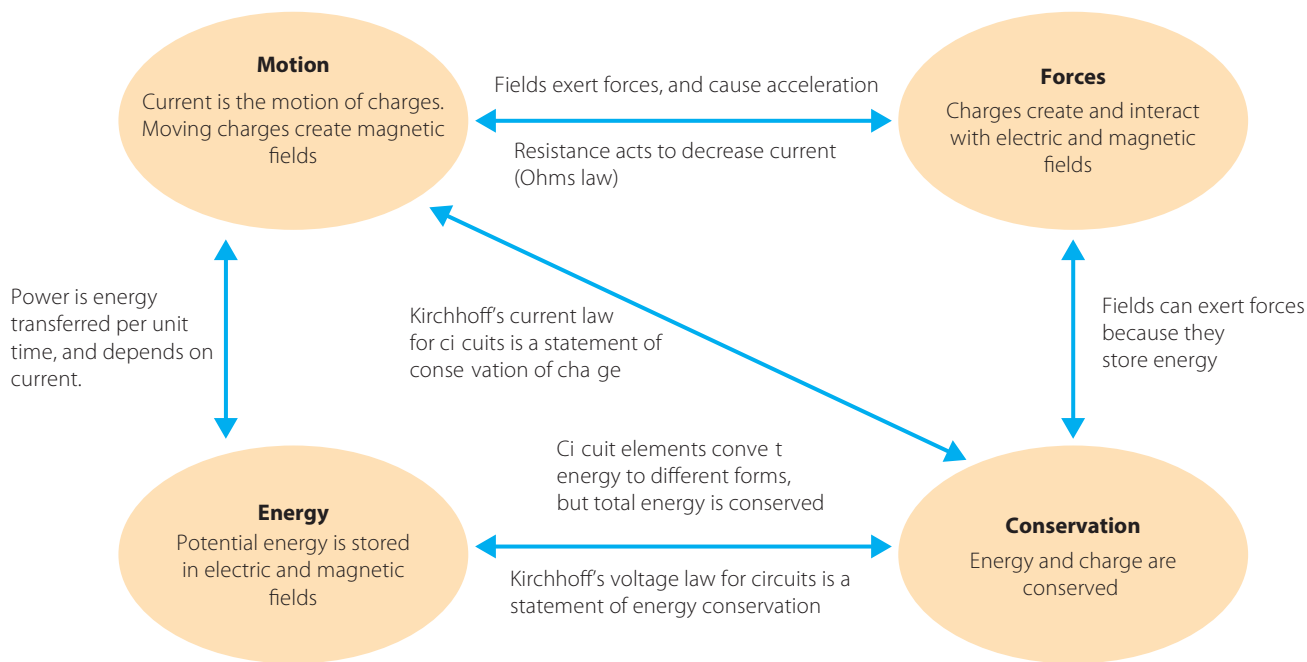 Motion
Current is the motion of charges.
Moving charges create magnetic
fields
Fields exert forces, and cause acceleration
Resistance acts to decrease current
(Ohms law)
Forces
Charges create and interact
with electric and magnetic
fields
Power is energy
transferred per unit
time, and depends on
current.
Kirchhoff’s current law
for ci cuits is a statement of
conse vation of cha ge
Fields can exert forces
because they
store energy
Ci cuit elements conve t
energy to different forms,
but total energy is conserved
Energy
Potential energy is stored
in electric and magnetic
fields
Kirchhoff’s voltage law for circuits is a
statement of energy conservation
Conservation
Energy and charge are
conserved